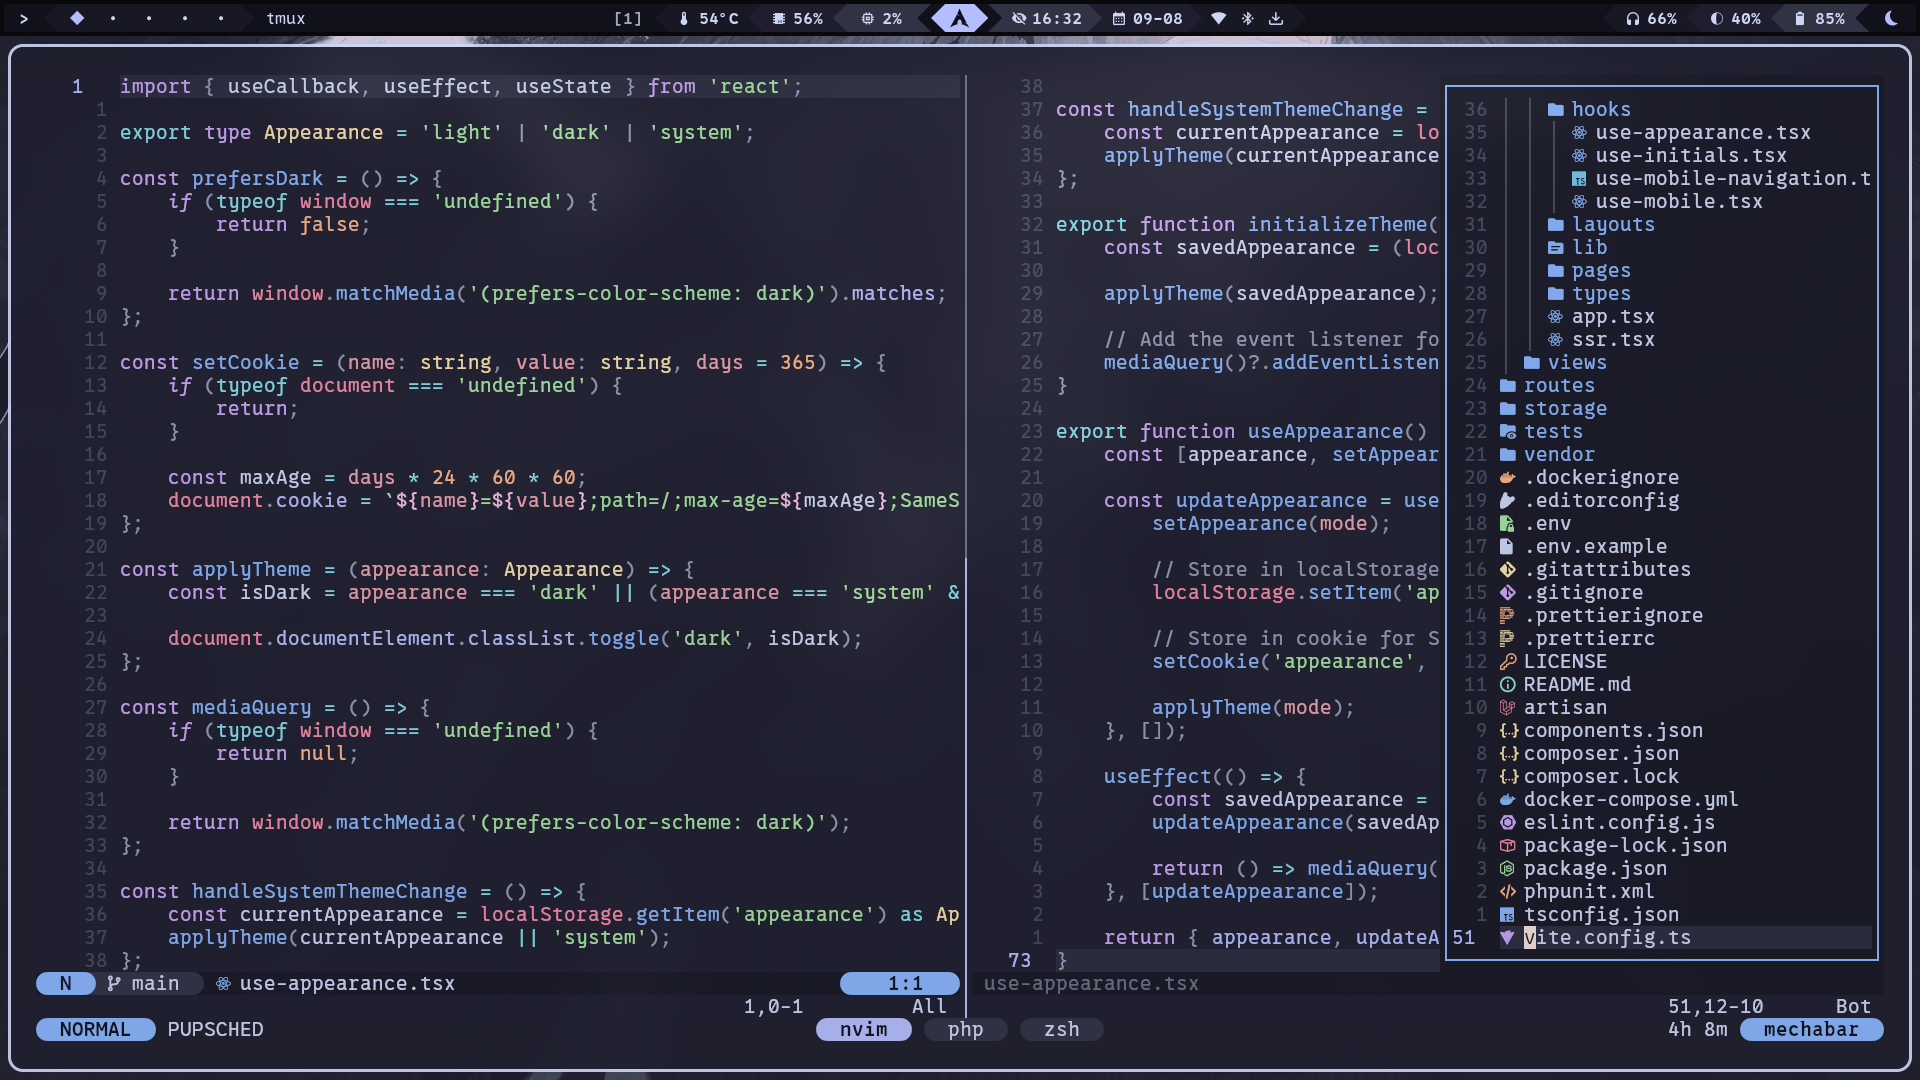 > tmux [1] 54°C 56% 2% 16:32 09-08 66% 40% 85%
1 import { useCallback, useEffect, useState } from 'react';
1
2 export type Appearance = 'light' | 'dark' | 'system';
3
4 const prefersDark = () => {
5 if (typeof window === 'undefined') {
6 return false;
7 }
8
9 return window.matchMedia('(prefers-color-scheme: dark)').matches;
10 };
11
12 const setCookie = (name: string, value: string, days = 365) => {
13 if (typeof document === 'undefined') {
14 return;
15 }
16
17 const maxAge = days * 24 * 60 * 60;
18 document.cookie = `${name}=${value};path=/;max-age=${maxAge};SameS
19 };
20
21 const applyTheme = (appearance: Appearance) => {
22 const isDark = appearance === 'dark' || (appearance === 'system' &
23
24 document.documentElement.classList.toggle('dark', isDark);
25 };
26
27 const mediaQuery = () => {
28 if (typeof window === 'undefined') {
29 return null;
30 }
31
32 return window.matchMedia('(prefers-color-scheme: dark)');
33 };
34
35 const handleSystemThemeChange = () => {
36 const currentAppearance = localStorage.getItem('appearance') as Ap
37 applyTheme(currentAppearance || 'system');
38 };
N main use-appearance.tsx 1:1
1,0-1 All
38
37 const handleSystemThemeChange =
36 const currentAppearance = lo
35 applyTheme(currentAppearance
34 };
33
32 export function initializeTheme(
31 const savedAppearance = (loc
30
29 applyTheme(savedAppearance);
28
27 // Add the event listener fo
26 mediaQuery()?.addEventListen
25 }
24
23 export function useAppearance()
22 const [appearance, setAppear
21
20 const updateAppearance = use
19 setAppearance(mode);
18
17 // Store in localStorage
16 localStorage.setItem('ap
15
14 // Store in cookie for S
13 setCookie('appearance',
12
11 applyTheme(mode);
10 }, []);
9
8 useEffect(() => {
7 const savedAppearance =
6 updateAppearance(savedAp
5
4 return () => mediaQuery(
3 }, [updateAppearance]);
2
1 return { appearance, updateA
73 }
use-appearance.tsx
36 hooks
35 use-appearance.tsx
34 use-initials.tsx
33 use-mobile-navigation.t
32 use-mobile.tsx
31 layouts
30 lib
29 pages
28 types
27 app.tsx
26 ssr.tsx
25 views
24 routes
23 storage
22 tests
21 vendor
20 .dockerignore
19 .editorconfig
18 .env
17 .env.example
16 .gitattributes
15 .gitignore
14 .prettierignore
13 .prettierrc
12 LICENSE
11 README.md
10 artisan
9 components.json
8 composer.json
7 composer.lock
6 docker-compose.yml
5 eslint.config.js
4 package-lock.json
3 package.json
2 phpunit.xml
1 tsconfig.json
51 vite.config.ts
51,12-10 Bot
NORMAL PUPSCHED nvim php zsh 4h 8m mechabar